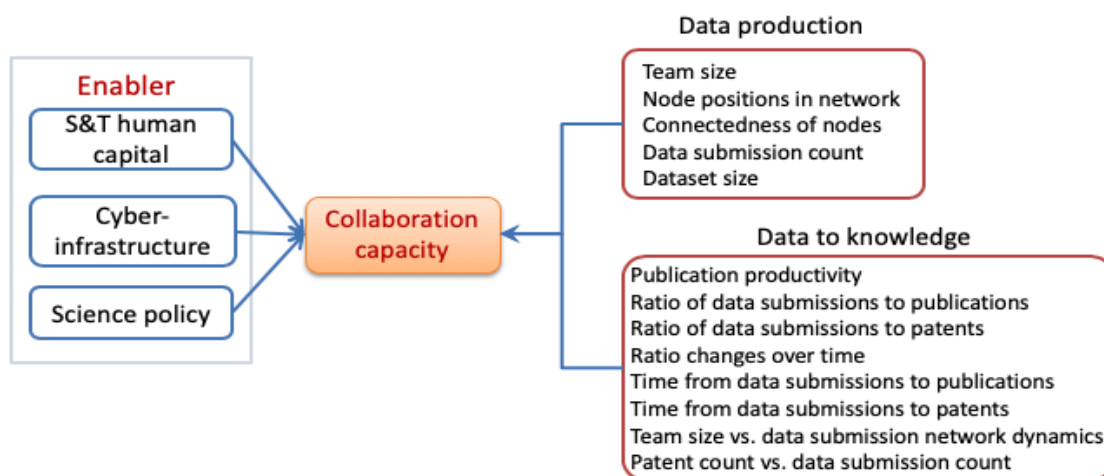 Enabler
S&T human
capital
Cyber-
infrastructure
Science policy
Collaboration
capacity
Data production
Team size
Node positions in network
Connectedness of nodes
Data submission count
Dataset size
Data to knowledge
Publication productivity
Ratio of data submissions to publications
Ratio of data submissions to patents
Ratio changes over time
Time from data submissions to publications
Time from data submissions to patents
Team size vs. data submission network dynamics
Patent count vs. data submission count